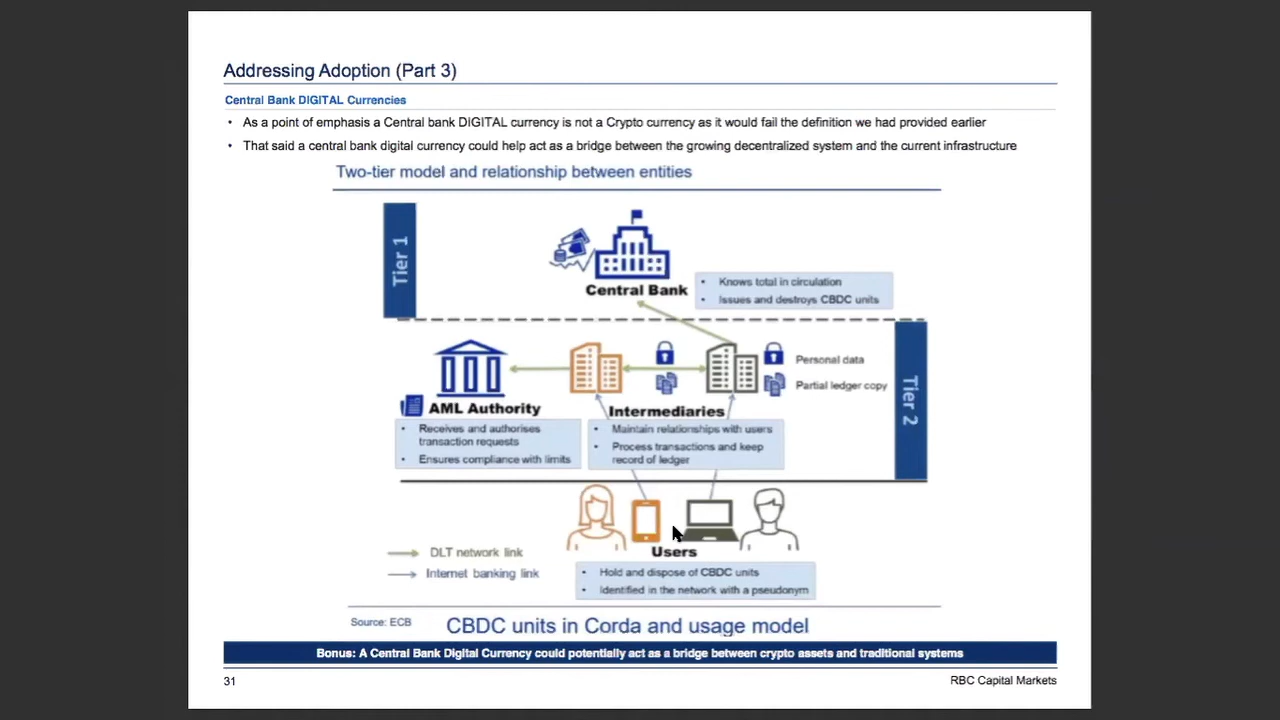 Addressing Adoption (Part 3)
Central Bank DIGITAL Currencies
• As a point of emphasis a Central bank DIGITAL currency is not a Crypto currency as it would fail the definition we had provided earlier
• That said a central bank digital currency could help act as a bridge between the growing decentralized system and the current infrastructure
Two-tier model and relationship between entities
Tier 1
Central Bank
• Knows total in circulation
• Issues and destroys CBDC units
Personal data
Partial ledger copy
Tier 2
AML Authority
• Receives and authorises
transaction requests
• Ensures compliance with limits
Intermediaries
• Maintain relationships with users
• Process transactions and keep
record of ledger
Users
• Hold and dispose of CBDC units
• Identified in the network with a pseudonym
DLT network link
Internet banking link
Source: ECB
CBDC units in Corda and usage model
Bonus: A Central Bank Digital Currency could potentially act as a bridge between crypto assets and traditional systems
31
RBC Capital Markets